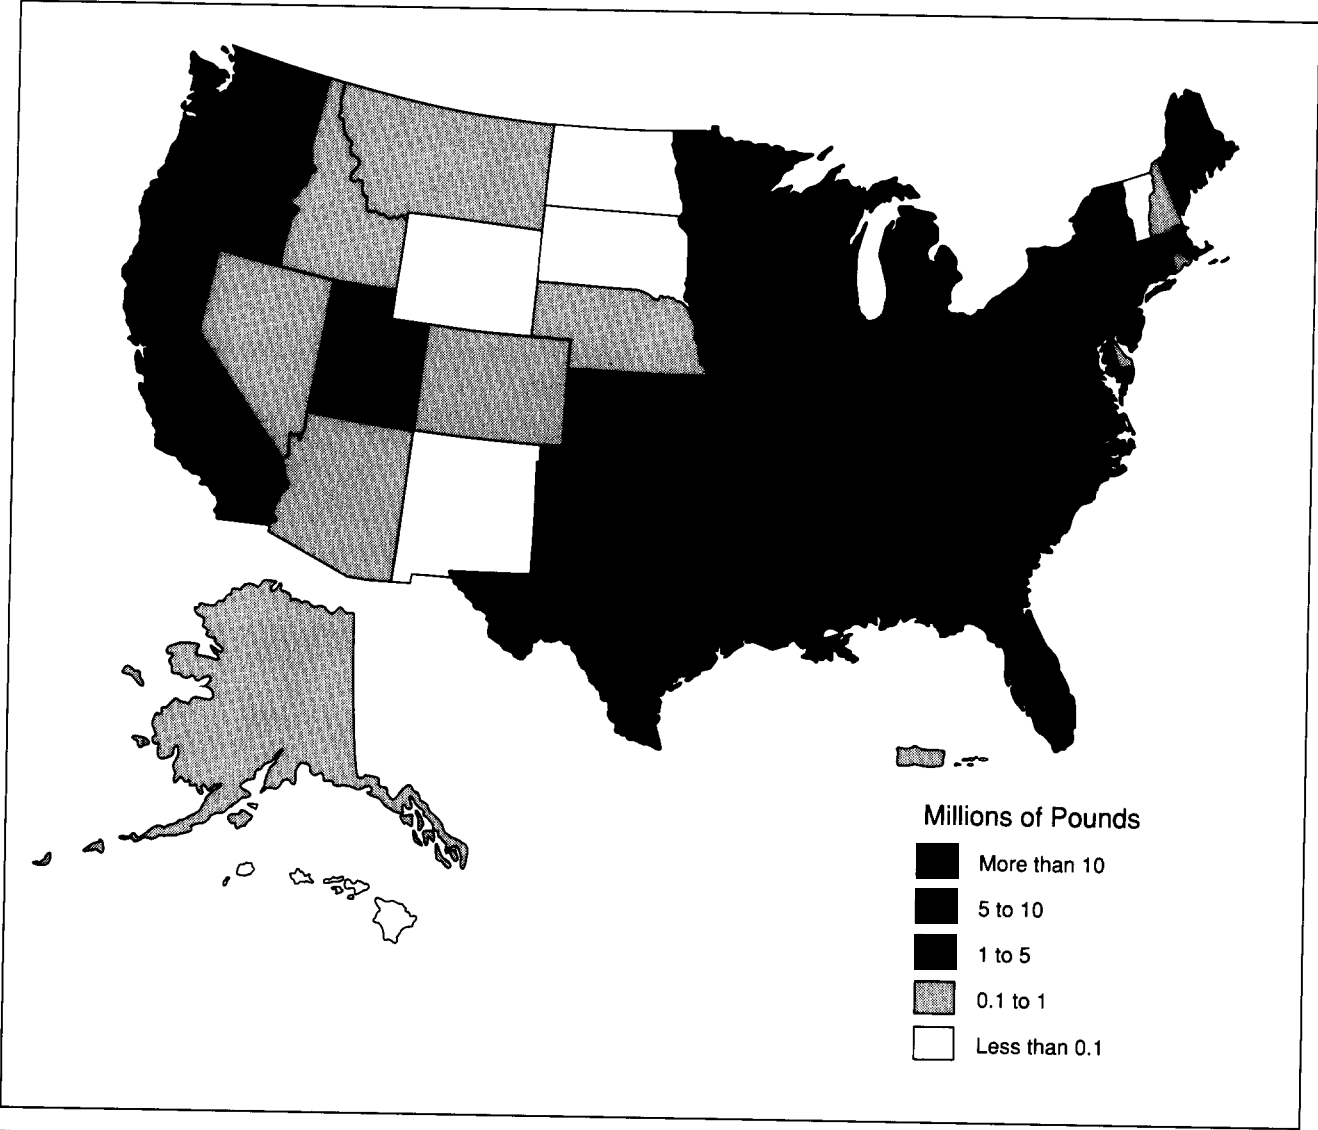 Millions of Pounds
More than 10
5 to 10
1 to 5
0.1 to 1
Less than 0.1